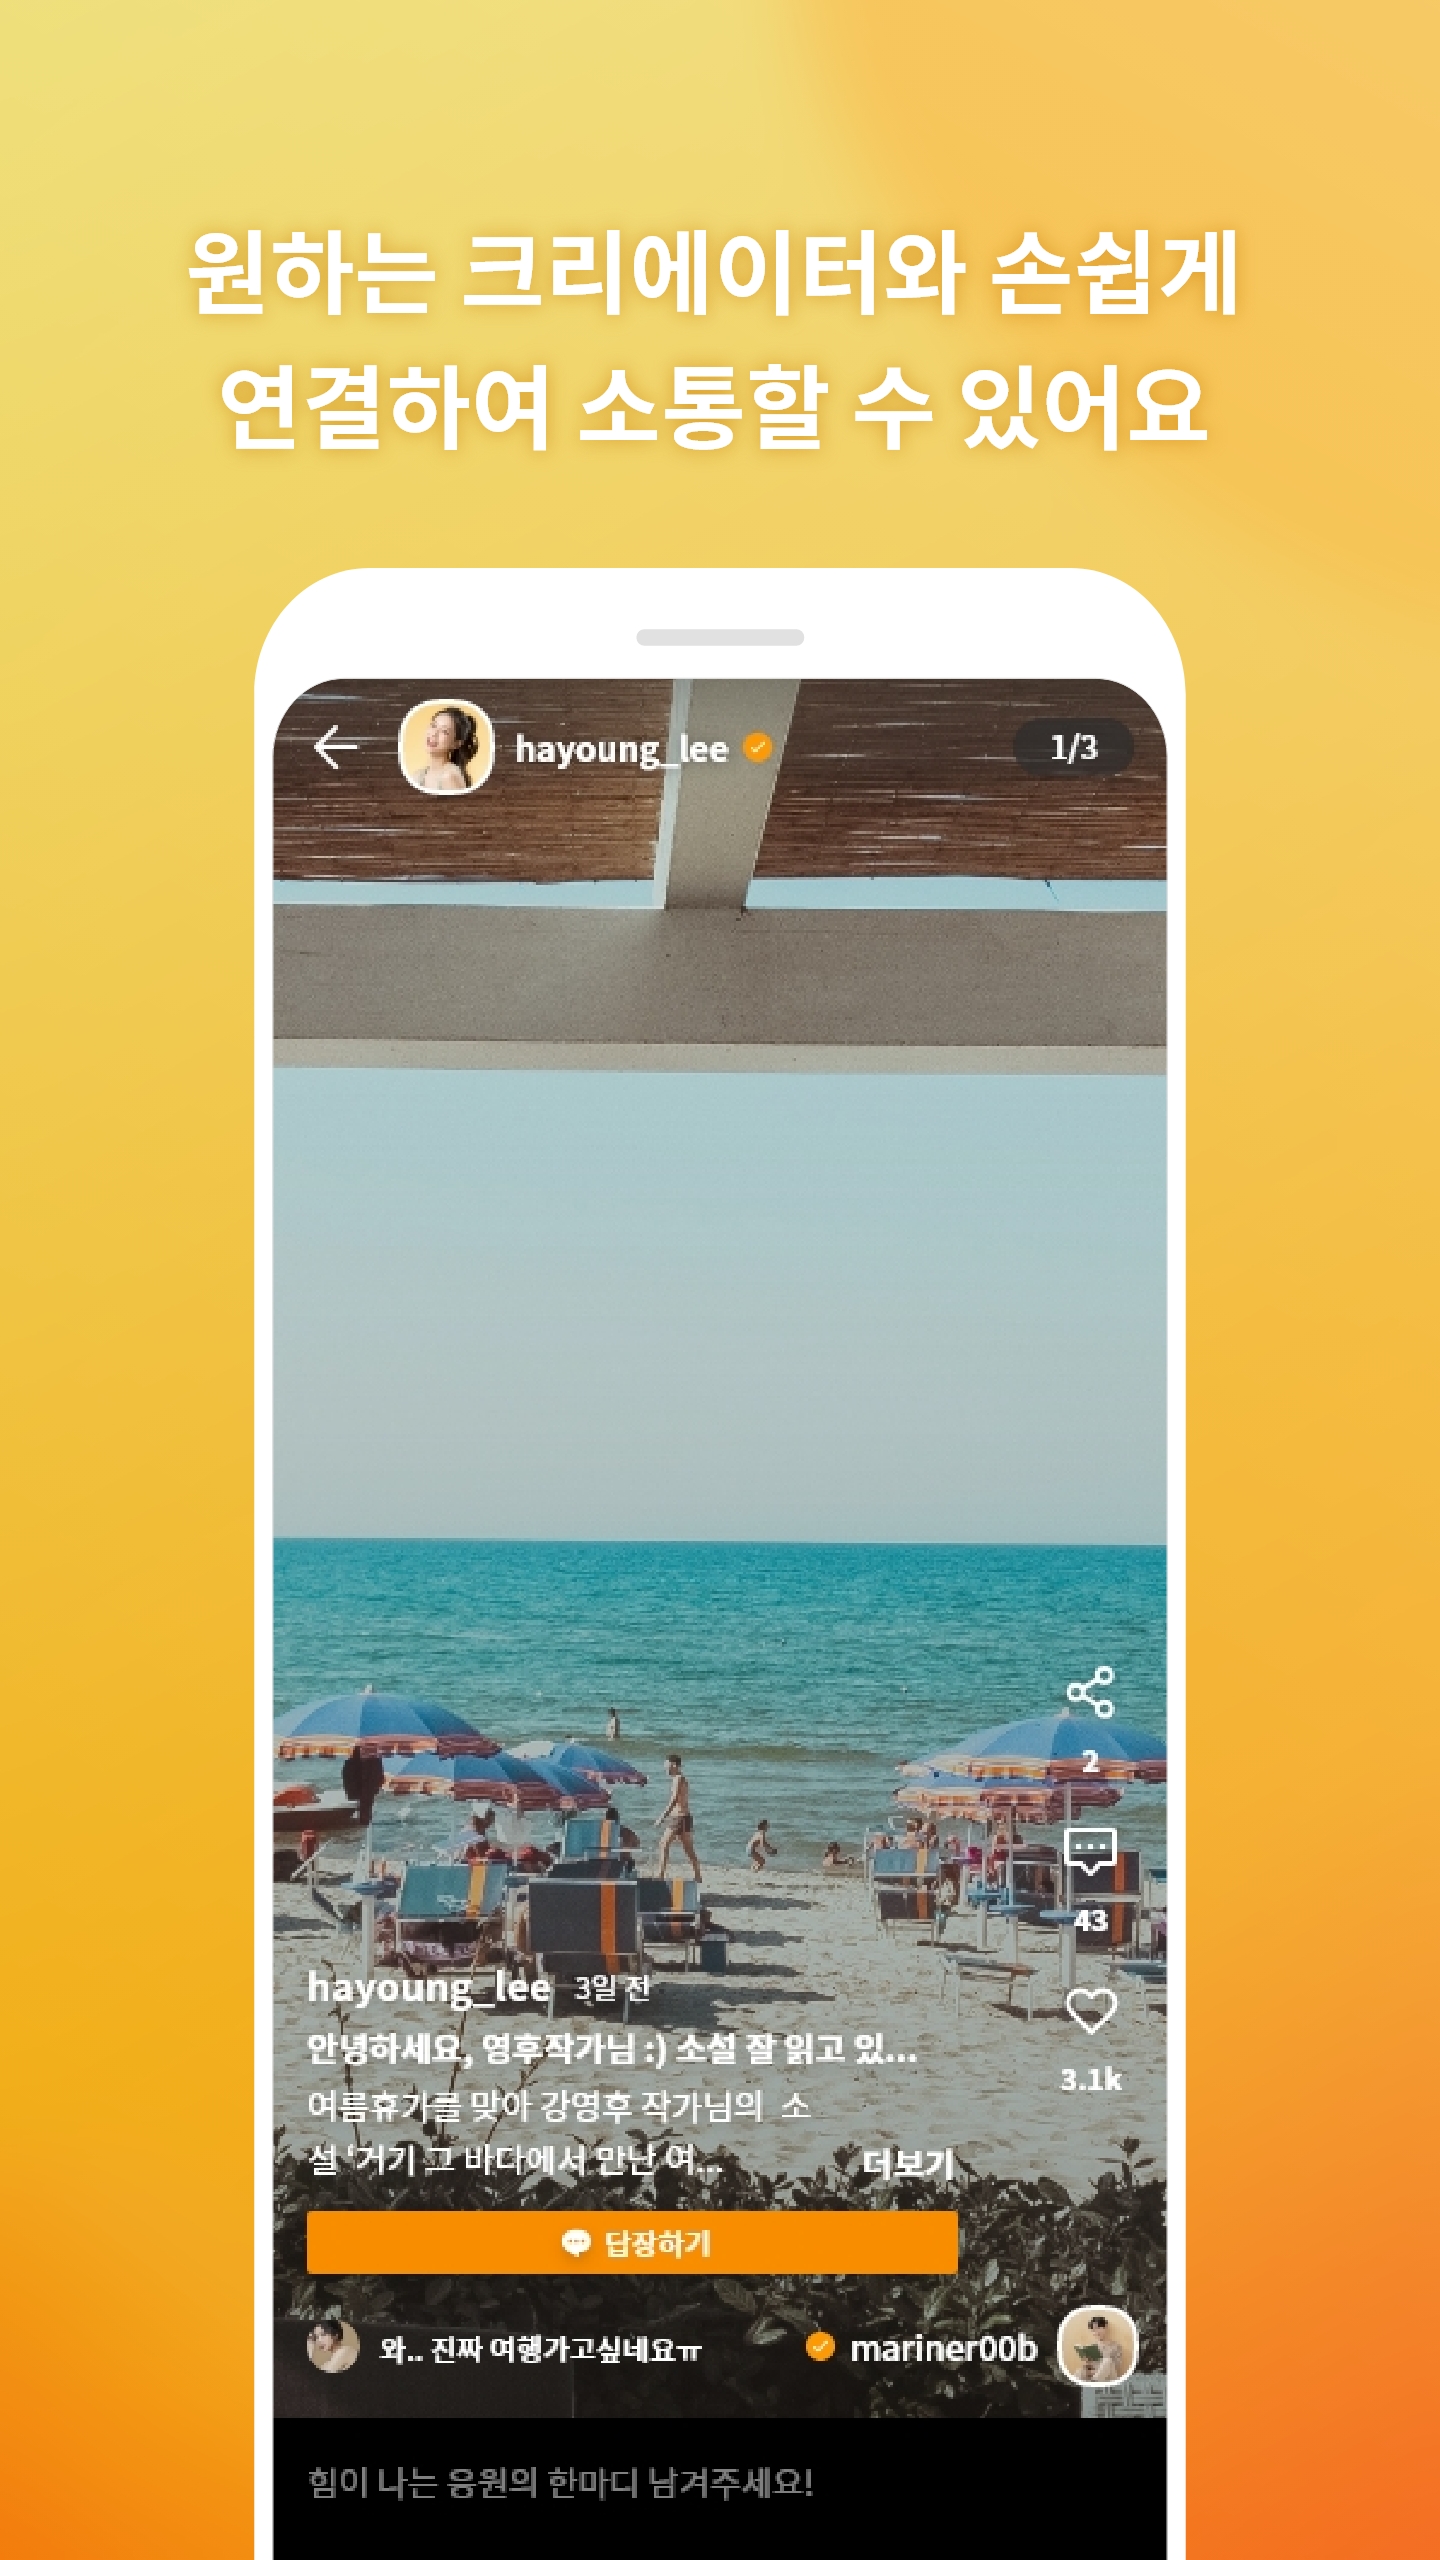 원하는 크리에이터와 손쉽게
연결하여 소통할 수 있어요
hayoung_lee
1/3
2
43
3.1k
hayoung_lee 3일 전
안녕하세요, 영후작가님 :) 소설 잘 읽고 있...
여름휴가를 맞아 강영후 작가님의 소
설 ‘거기 그 바다에서 만난 여... 더보기
답장하기
와.. 진짜 여행가고싶네요ㅠ
mariner00b
힘이 나는 응원의 한마디 남겨주세요!